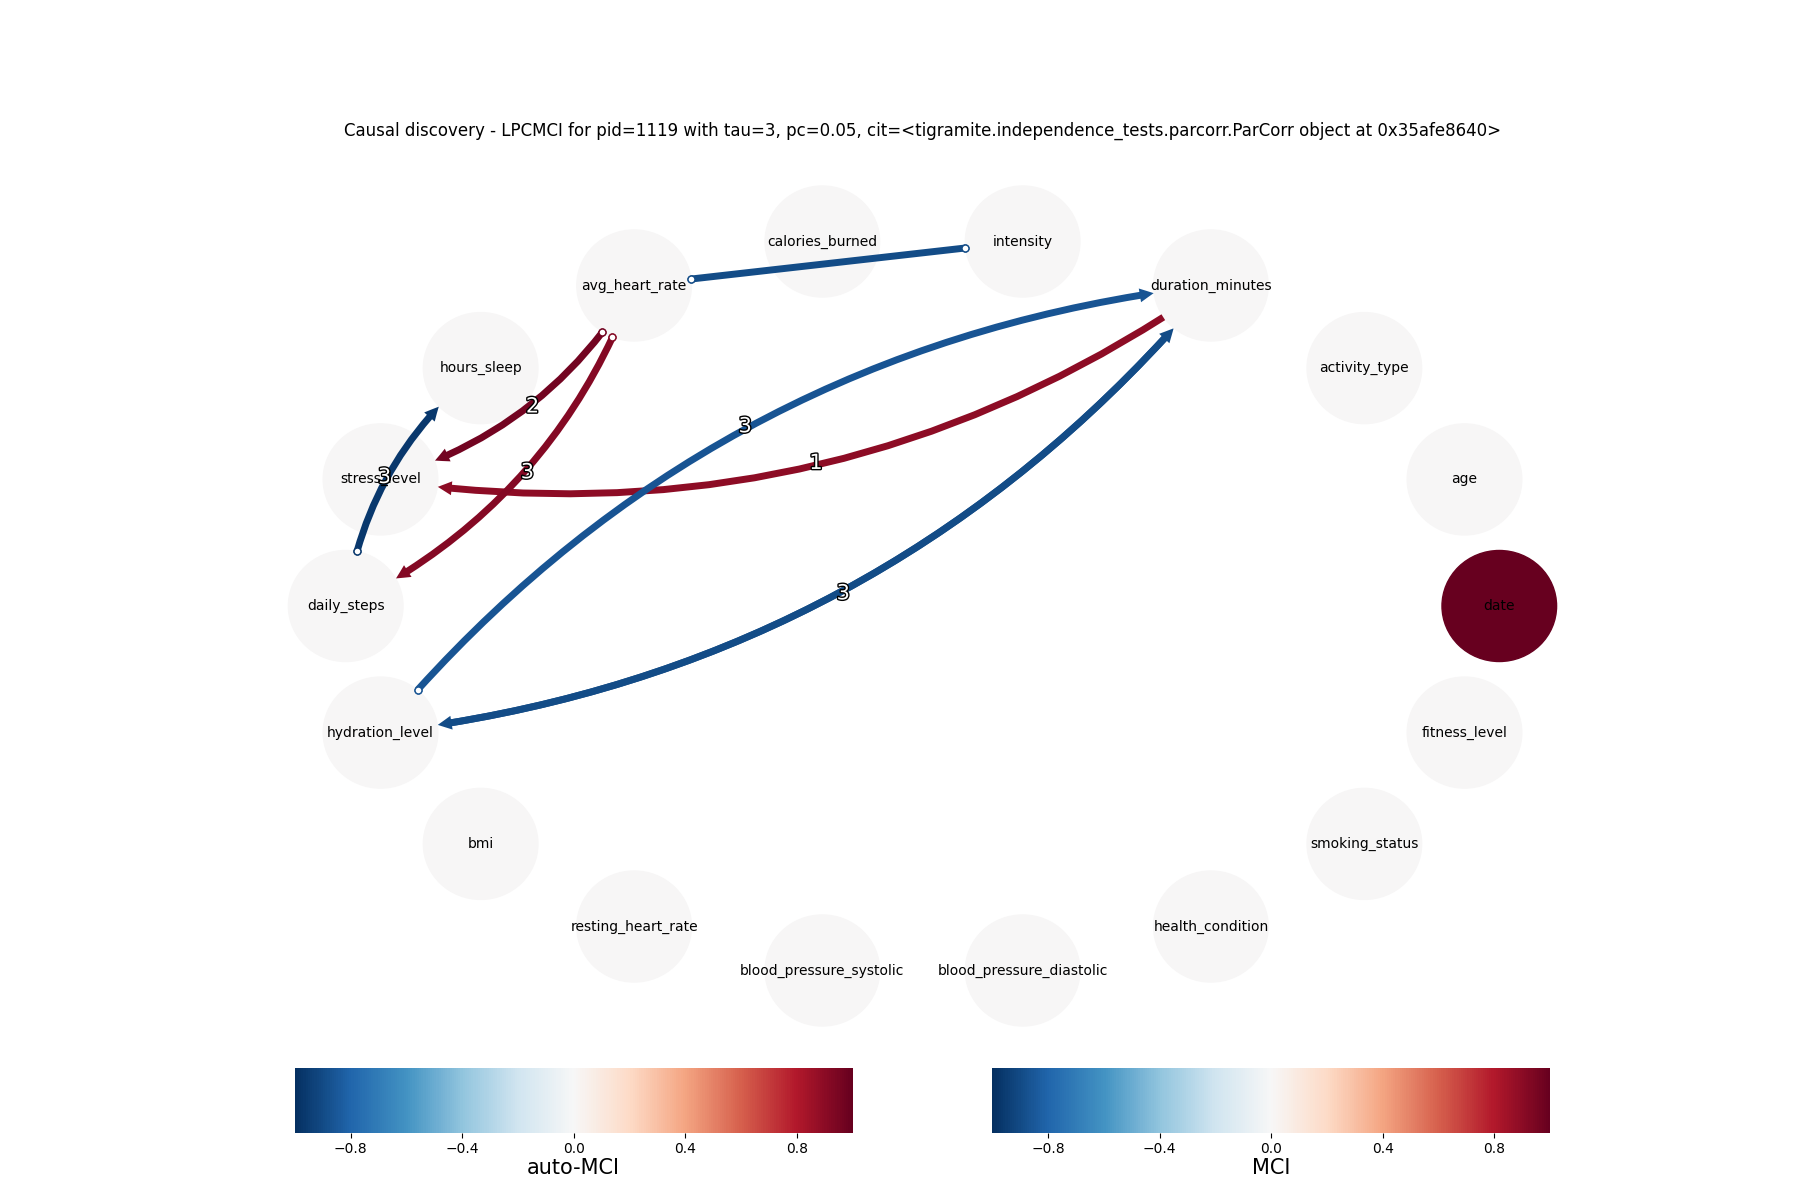 Causal discovery - LPCMCI for pid=1119 with tau=3, pc=0.05, cit=<tigramite.independence_tests.parcorr.ParCorr object at 0x35afe8640>
calories_burned
intensity
avg_heart_rate
duration_minutes
hours_sleep
activity_type
2
3
1
3
3
stress_level
age
3
daily_steps
date
hydration_level
fitness_level
bmi
smoking_status
resting_heart_rate
health_condition
blood_pressure_systolic
blood_pressure_diastolic
−0.8 −0.4 0.0 0.4 0.8
auto-MCI
−0.8 −0.4 0.0 0.4 0.8
MCI